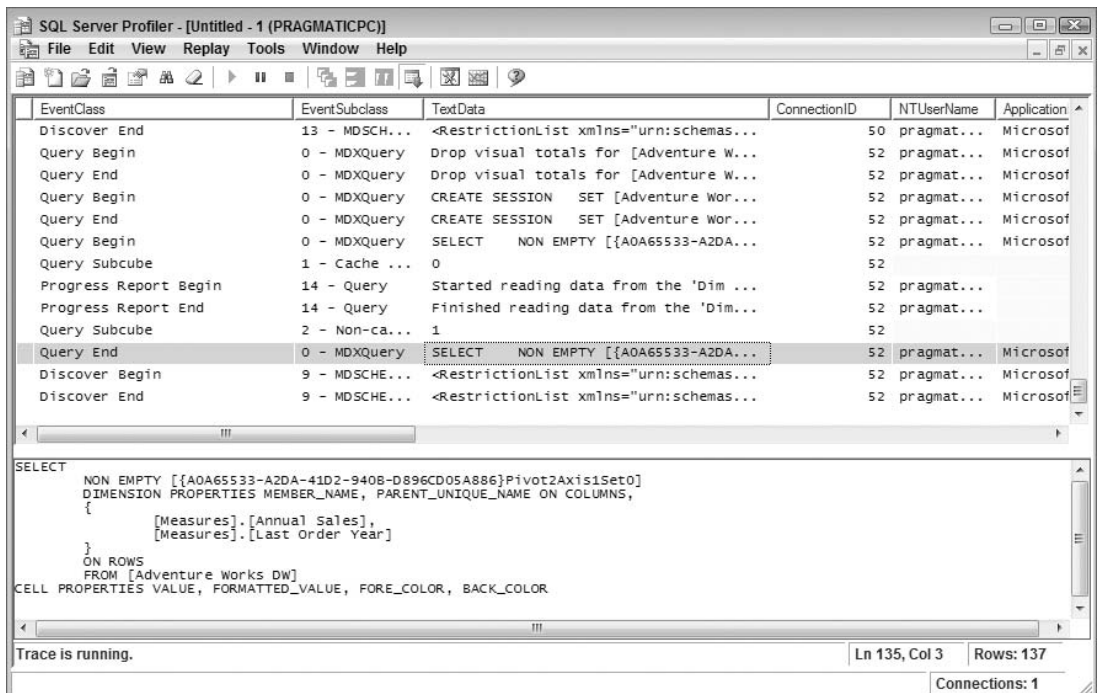 SQL Server Profiler - [Untitled - 1 (PRAGMATICPC)]
File Edit View Replay Tools Window Help
EventClass EventSubclass TextData ConnectionID NTUserName Application
Discover End 13 - MDSCH... <RestrictionList xmlns="urn:schemas... 50 pragmat... Microsof
Query Begin 0 - MDXQuery Drop visual totals for [Adventure W... 52 pragmat... Microsof
Query End 0 - MDXQuery Drop visual totals for [Adventure W... 52 pragmat... Microsof
Query Begin 0 - MDXQuery CREATE SESSION SET [Adventure Wor... 52 pragmat... Microsof
Query End 0 - MDXQuery CREATE SESSION SET [Adventure Wor... 52 pragmat... Microsof
Query Begin 0 - MDXQuery SELECT NON EMPTY [{A0A65533-A2DA... 52 pragmat... Microsof
Query Subcube 1 - Cache ... 0 52
Progress Report Begin 14 - Query Started reading data from the 'Dim ... 52 pragmat...
Progress Report End 14 - Query Finished reading data from the 'Dim... 52 pragmat...
Query Subcube 2 - Non-ca... 1 52
Query End 0 - MDXQuery SELECT NON EMPTY [{A0A65533-A2DA... 52 pragmat... Microsof
Discover Begin 9 - MDSCHE... <RestrictionList xmlns="urn:schemas... 52 pragmat... Microsof
Discover End 9 - MDSCHE... <RestrictionList xmlns="urn:schemas... 52 pragmat... Microsof
SELECT
NON EMPTY [{A0A65533-A2DA-41D2-940B-D896CD05A886}Pivot2Axis1Set0]
DIMENSION PROPERTIES MEMBER_NAME, PARENT_UNIQUE_NAME ON COLUMNS,
{
[Measures].[Annual Sales],
[Measures].[Last Order Year]
}
ON ROWS
FROM [Adventure Works DW]
CELL PROPERTIES VALUE, FORMATTED_VALUE, FORE_COLOR, BACK_COLOR
Trace is running. Ln 135, Col 3 Rows: 137
Connections: 1